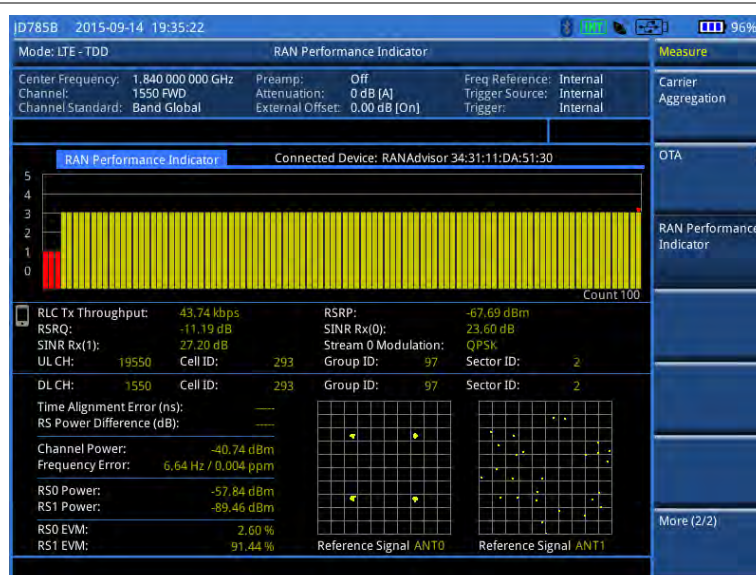 JD785B 2015-09-14 19:35:22 96%
Mode: LTE - TDD RAN Performance Indicator Measure
Center Frequency: 1.840 000 000 GHz Preamp: Off Freq Reference: Internal
Channel: 1550 FWD Attenuation: 0 dB [A] Trigger Source: Internal
Channel Standard: Band Global External Offset: 0.00 dB [On] Trigger: Internal
Carrier
Aggregation
RAN Performance Indicator Connected Device: RANAdvisor 34:31:11:DA:51:30
OTA
5
4
3
2
1
0
RAN Performance
Indicator
Count 100
RLC Tx Throughput: 43.74 kbps RSRP: -67.69 dBm
RSRQ: -11.19 dB SINR Rx(0): 23.60 dB
SINR Rx(1): 27.20 dB Stream 0 Modulation: QPSK
UL CH: 19550 Cell ID: 293 Group ID: 97 Sector ID: 2
DL CH: 1550 Cell ID: 293 Group ID: 97 Sector ID: 2
Time Alignment Error (ns): -----
RS Power Difference (dB): -----
Channel Power: -40.74 dBm
Frequency Error: 6.64 Hz / 0.004 ppm
RS0 Power: -57.84 dBm
RS1 Power: -89.46 dBm
RS0 EVM: 2.60 %
RS1 EVM: 91.44 %
Reference Signal ANT0 Reference Signal ANT1
More (2/2)